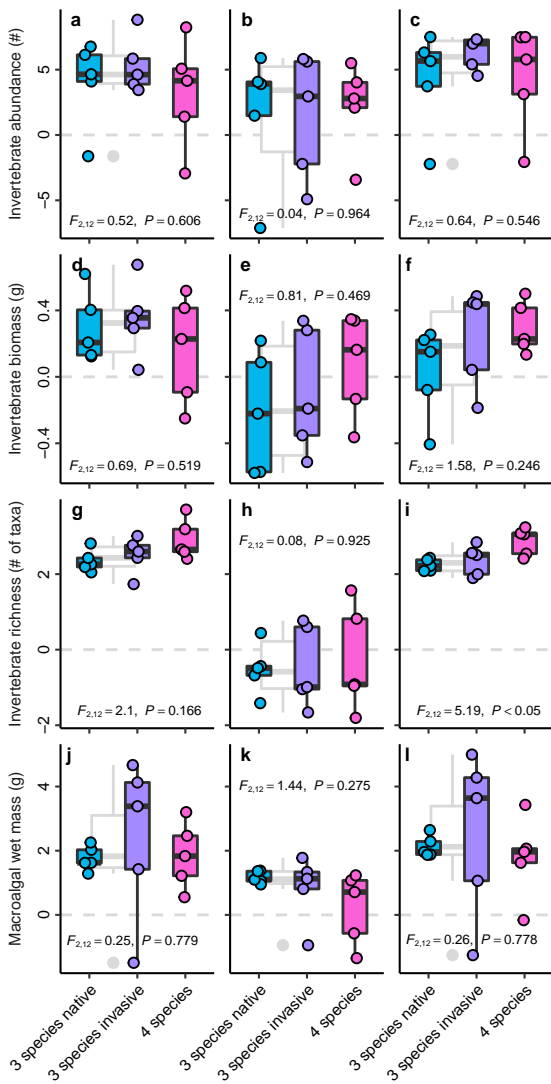 a
b
c
Invertebrate abundance (#)
5
0
−5
F2,12 = 0.52, P = 0.606
F2,12 = 0.04, P = 0.964
F2,12 = 0.64, P = 0.546
d
e
f
Invertebrate biomass (g)
0.4
0.0
−0.4
F2,12 = 0.81, P = 0.469
F2,12 = 0.69, P = 0.519
F2,12 = 1.58, P = 0.246
g
h
i
Invertebrate richness (# of taxa)
2
0
−2
F2,12 = 0.08, P = 0.925
F2,12 = 2.1, P = 0.166
F2,12 = 5.19, P < 0.05
j
k
l
Macroalgal wet mass (g)
4
2
0
F2,12 = 1.44, P = 0.275
F2,12 = 0.25, P = 0.779
F2,12 = 0.26, P = 0.778
3 species native
3 species invasive
4 species
3 species native
3 species invasive
4 species
3 species native
3 species invasive
4 species